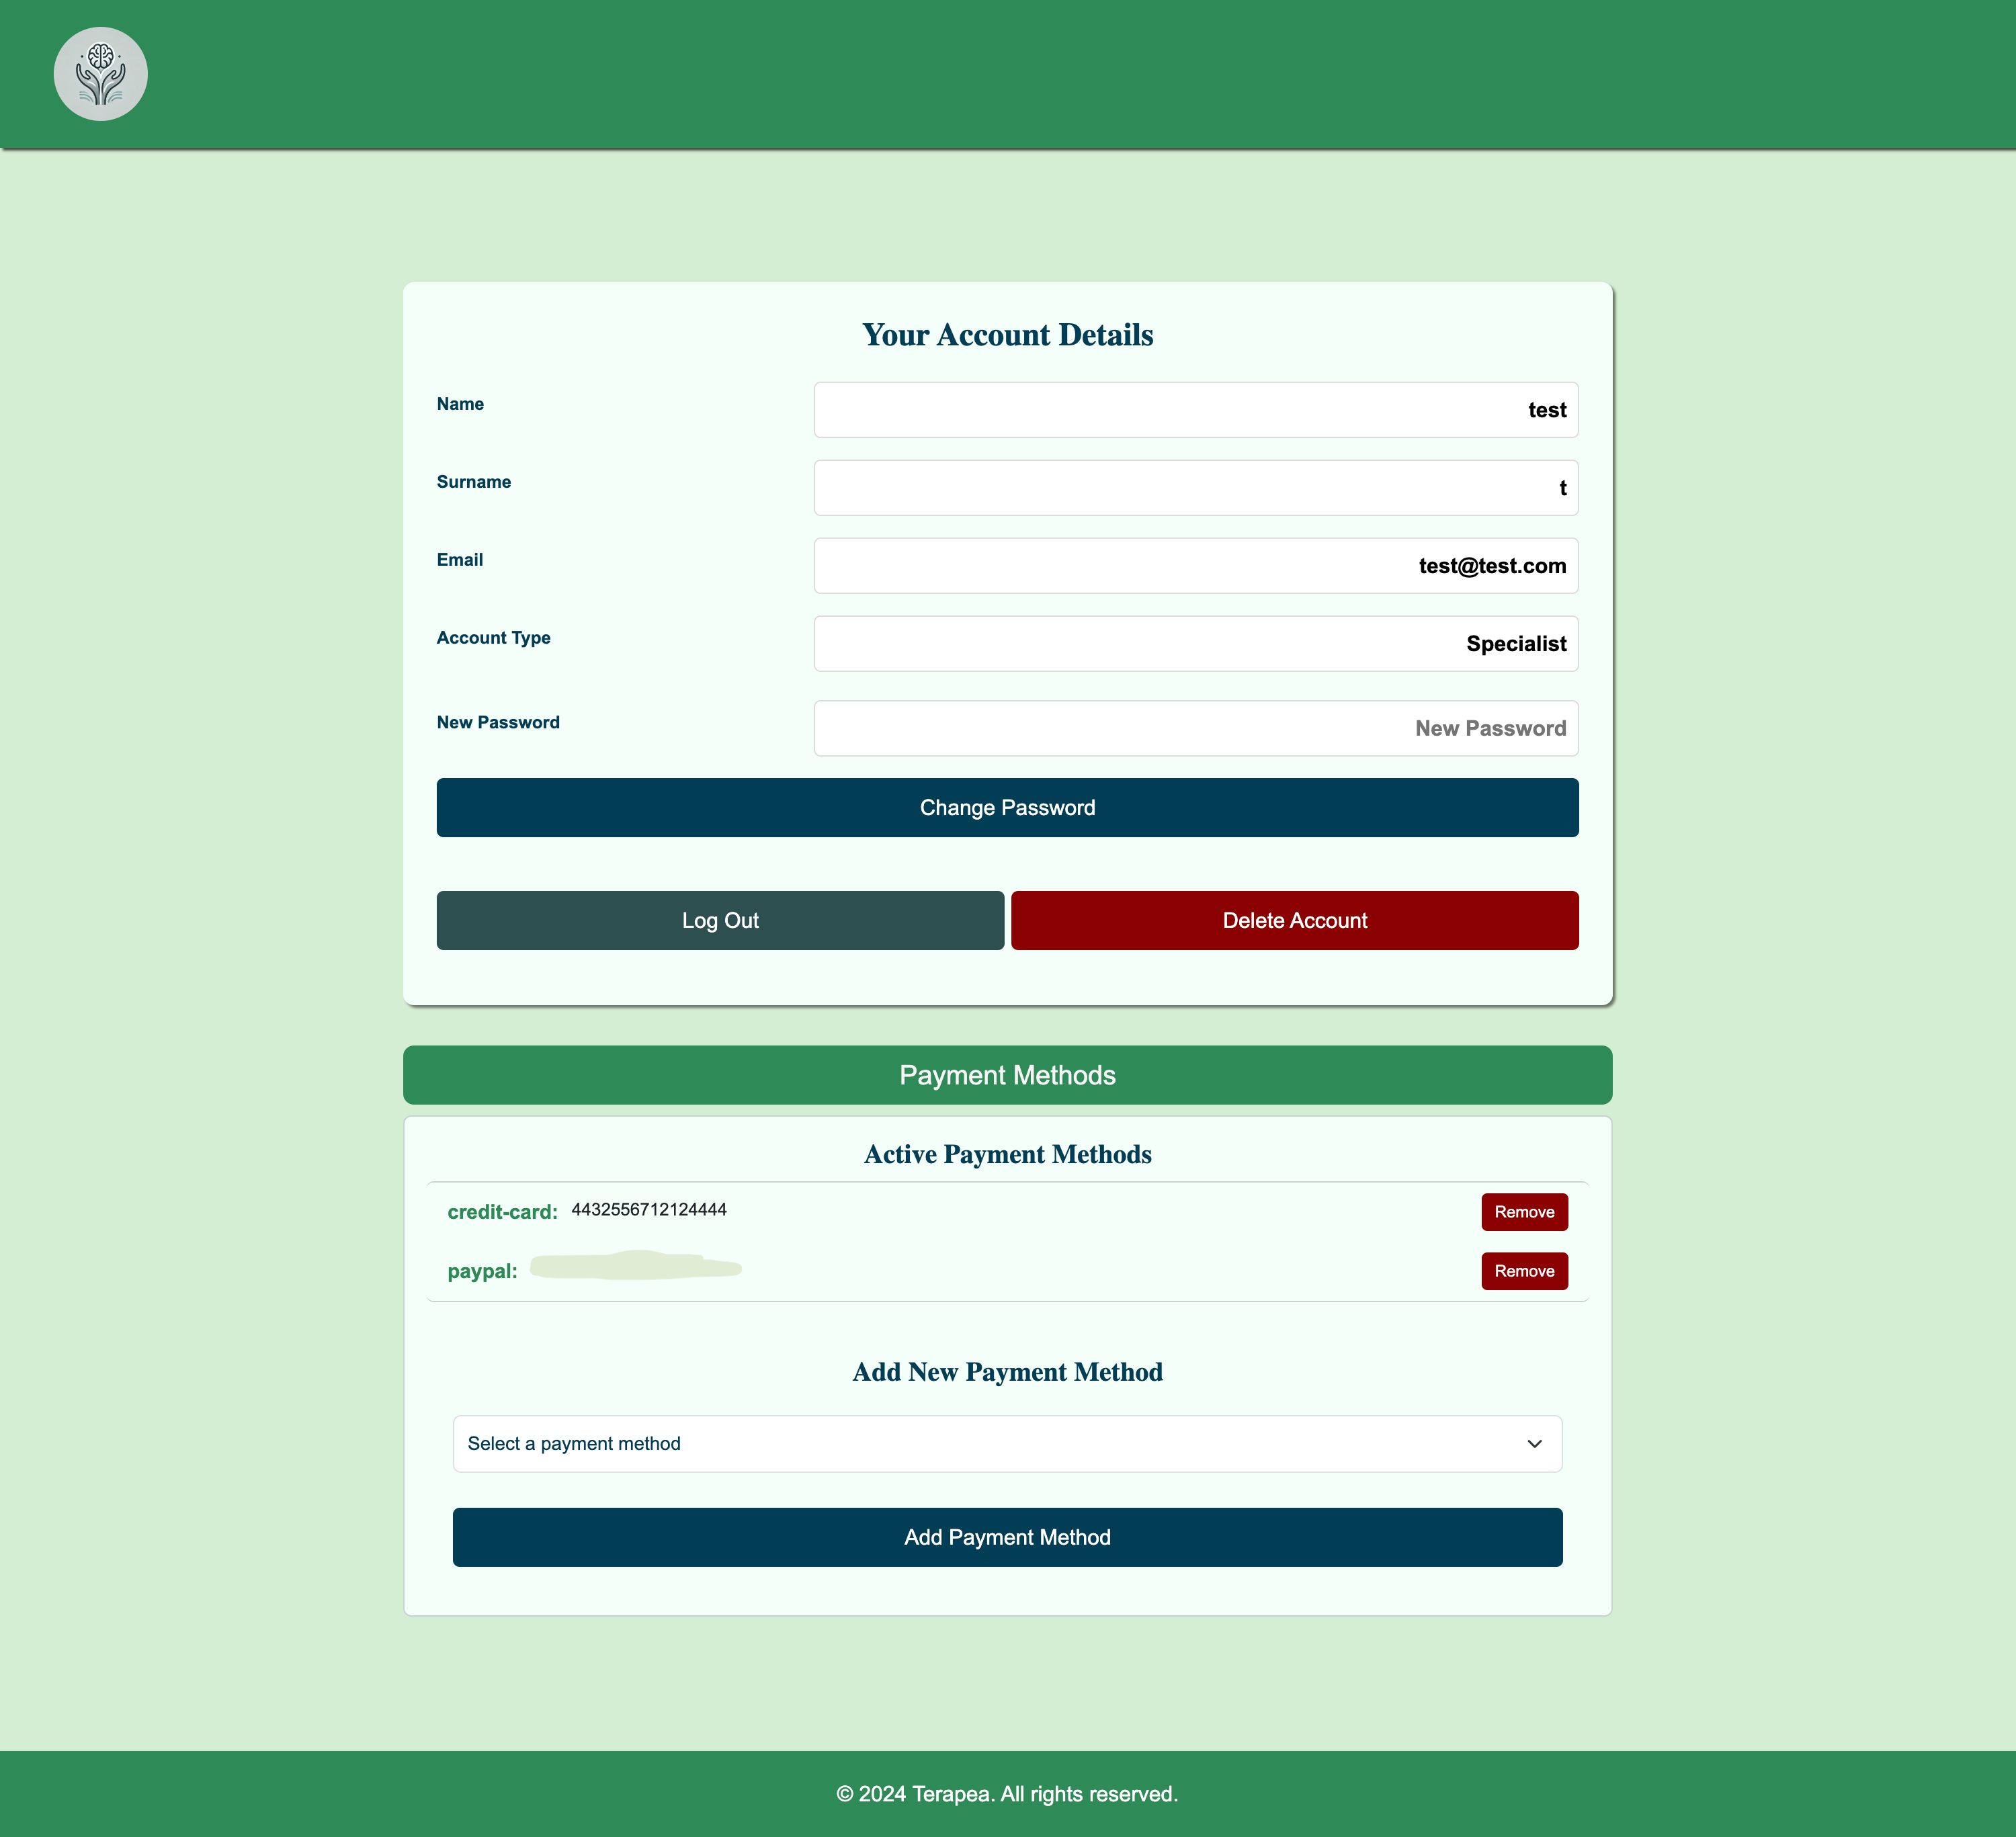 Your Account Details
Name
test
Surname
t
Email
test@test.com
Account Type
Specialist
New Password
New Password
Change Password
Log Out
Delete Account
Payment Methods
Active Payment Methods
credit-card: 4432556712124444 Remove
paypal: Remove
Add New Payment Method
Select a payment method
Add Payment Method
© 2024 Terapea. All rights reserved.